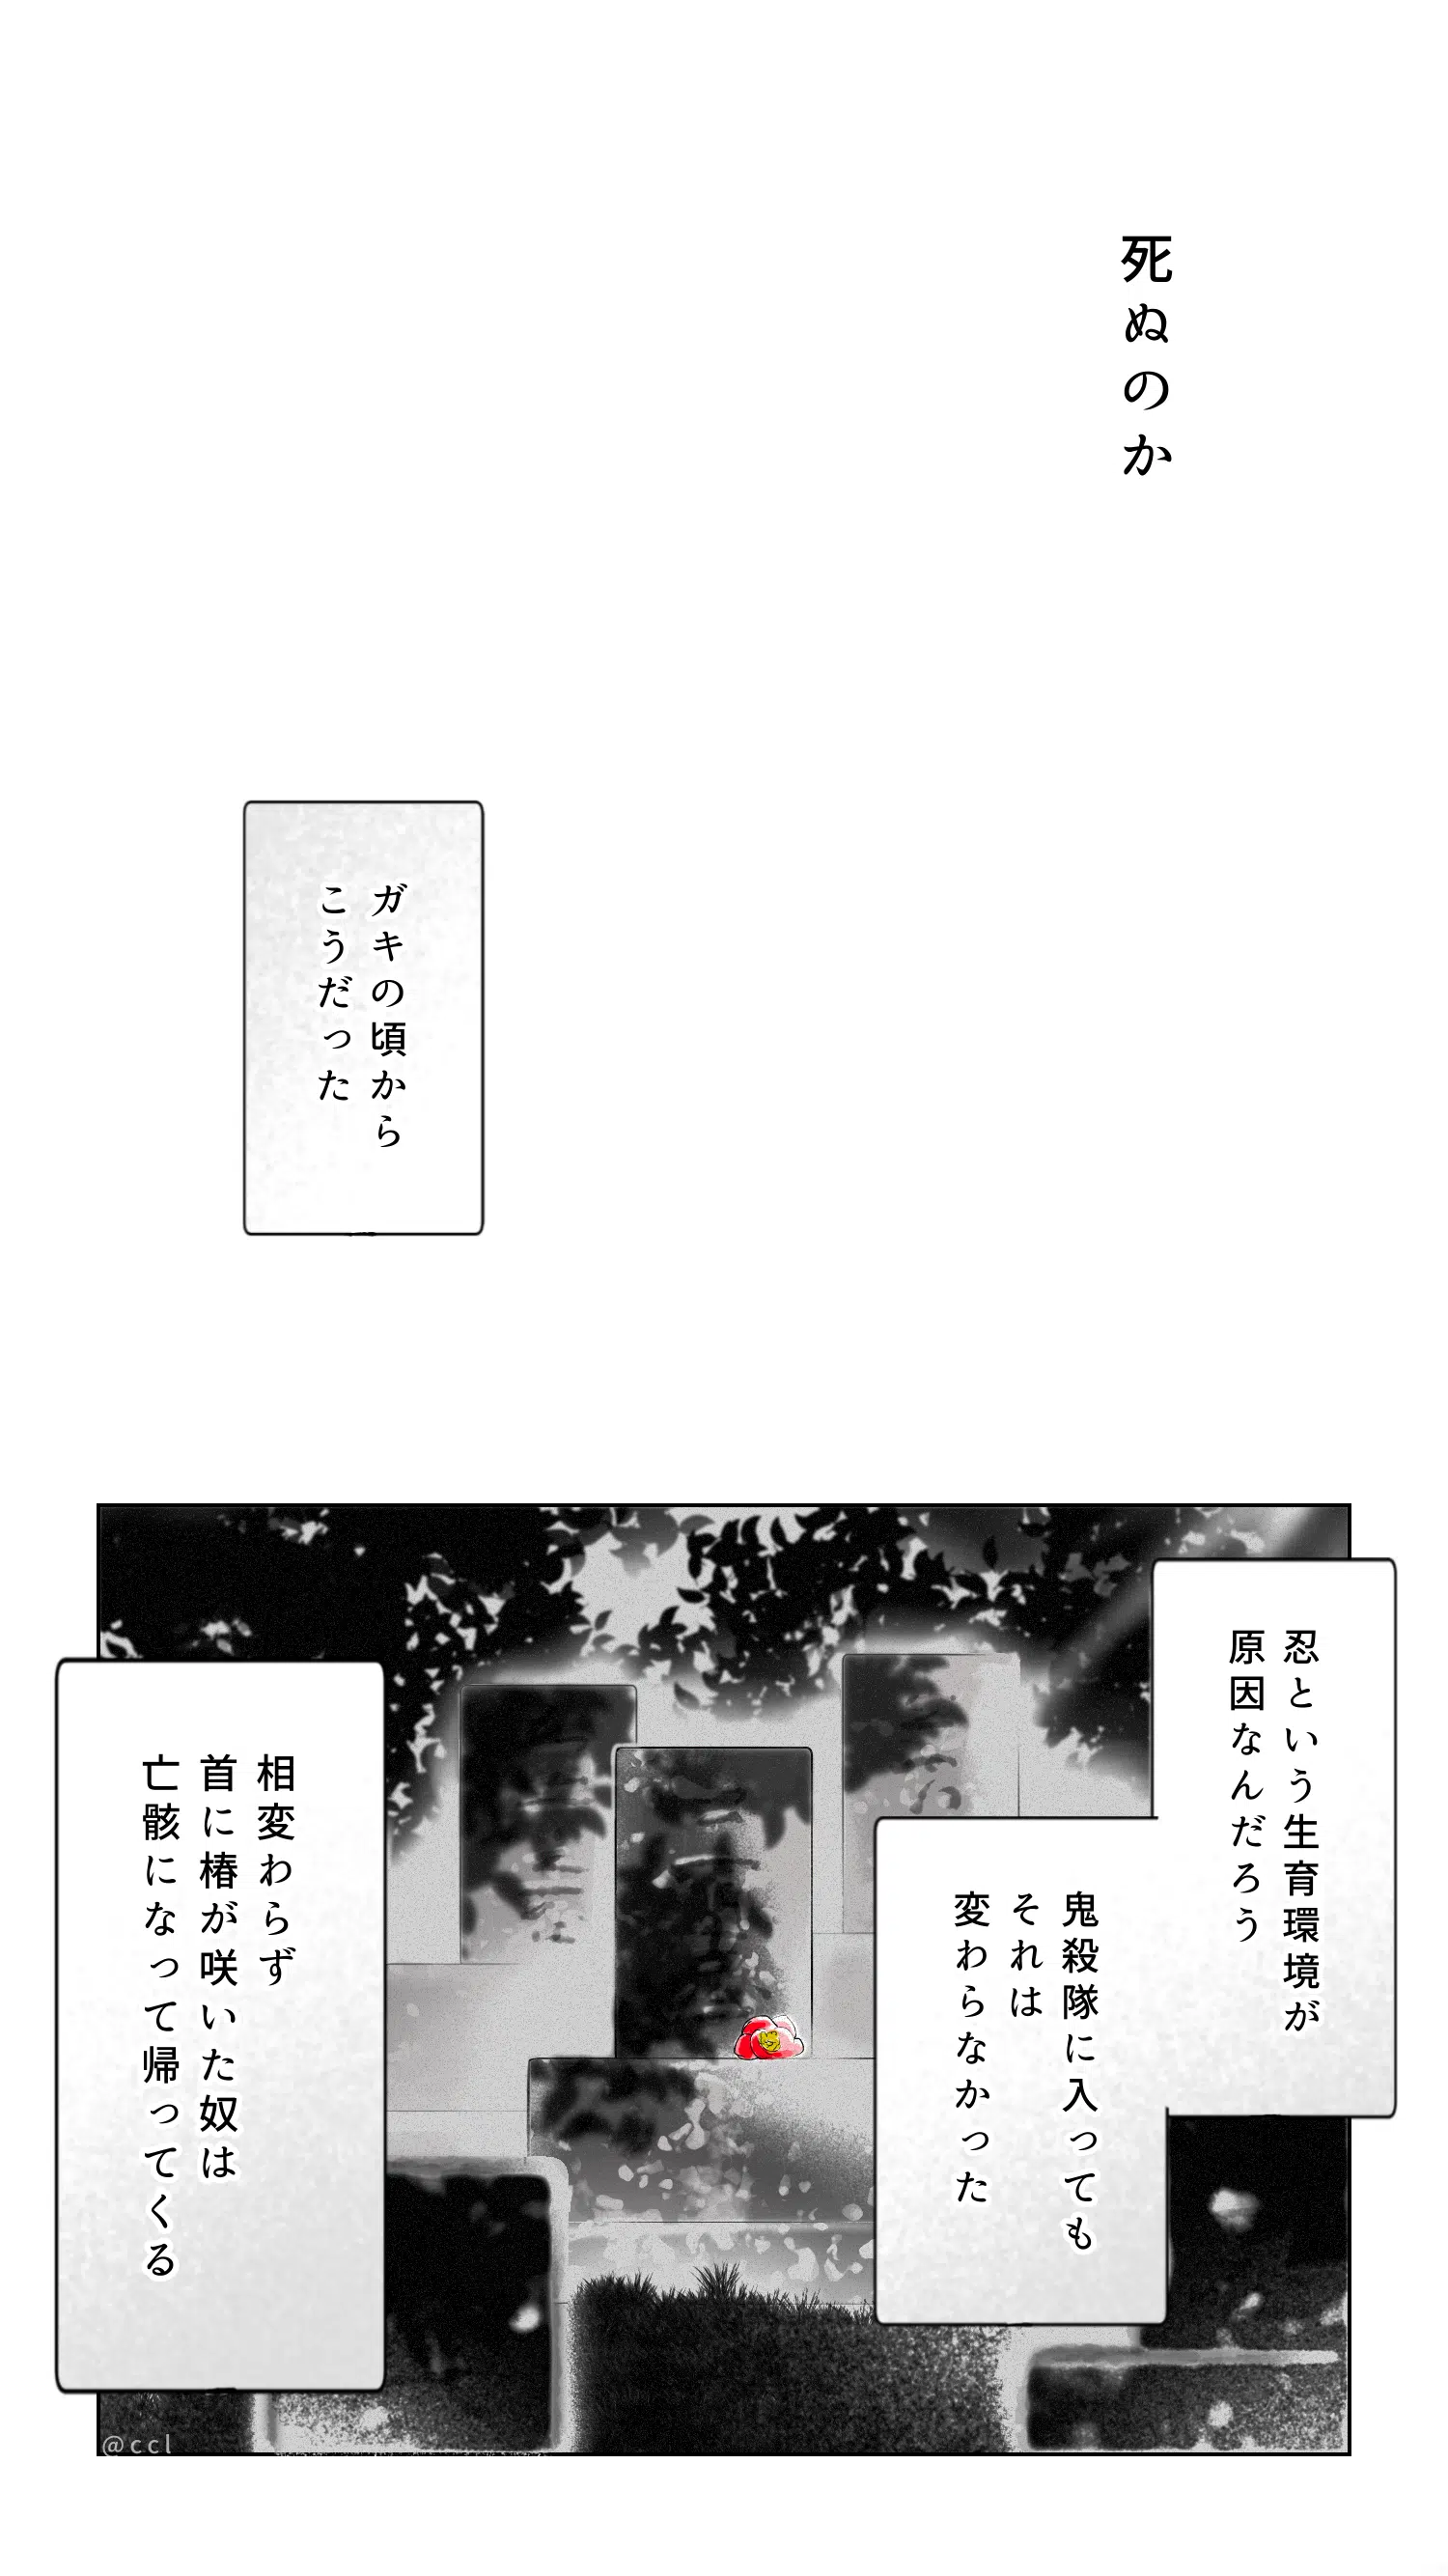 死ぬのか
ガキの頃から
こうだった
忍という生育環境が
原因なんだろう
鬼殺隊に入っても
それは
変わらなかった
相変わらず
首に椿が咲いた奴は
亡骸になって帰ってくる
@ccl